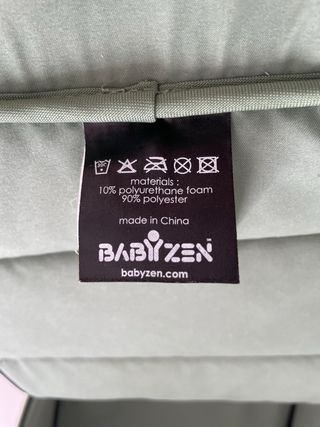 materials :
10% polyurethane foam
90% polyester
made in China
BABYZEN
babyzen.com